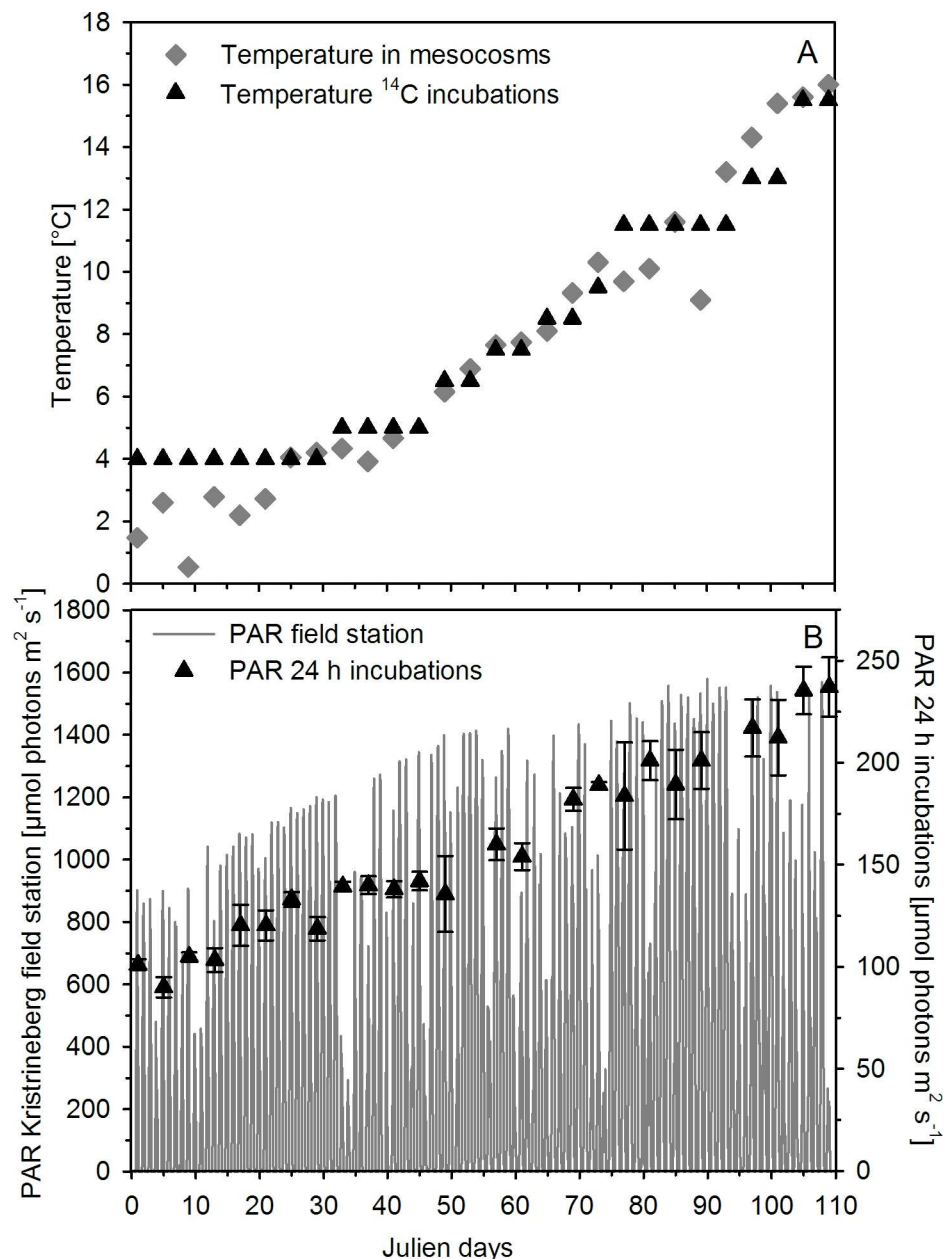 18
16
14
12
10
8
6
4
2
0
Temperature [°C]
Temperature in mesocosms
Temperature ¹⁴C incubations
A
1800
1600
1400
1200
1000
800
600
400
200
0
PAR Kristrineberg field station [µmol photons m² s⁻¹]
PAR field station
PAR 24 h incubations
B
250
200
150
100
50
0
PAR 24 h incubations [µmol photons m² s⁻¹]
0 10 20 30 40 50 60 70 80 90 100 110
Julien days